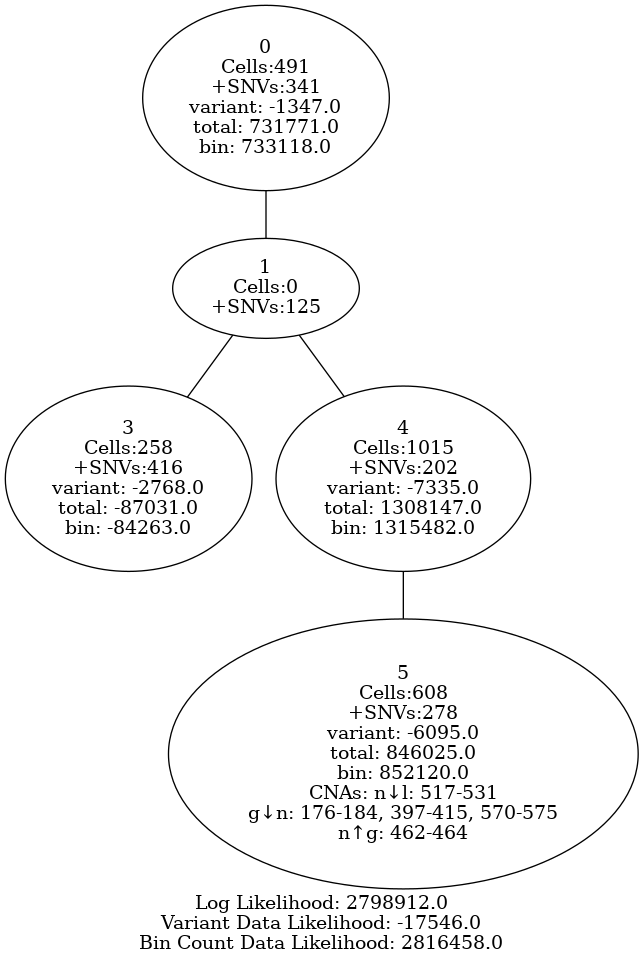 0
Cells:491
+SNVs:341
variant: -1347.0
total: 731771.0
bin: 733118.0
1
Cells:0
+SNVs:125
3
Cells:258
+SNVs:416
variant: -2768.0
total: -87031.0
bin: -84263.0
4
Cells:1015
+SNVs:202
variant: -7335.0
total: 1308147.0
bin: 1315482.0
5
Cells:608
+SNVs:278
variant: -6095.0
total: 846025.0
bin: 852120.0
CNAs: n↓l: 517-531
g↓n: 176-184, 397-415, 570-575
n↑g: 462-464
Log Likelihood: 2798912.0
Variant Data Likelihood: -17546.0
Bin Count Data Likelihood: 2816458.0